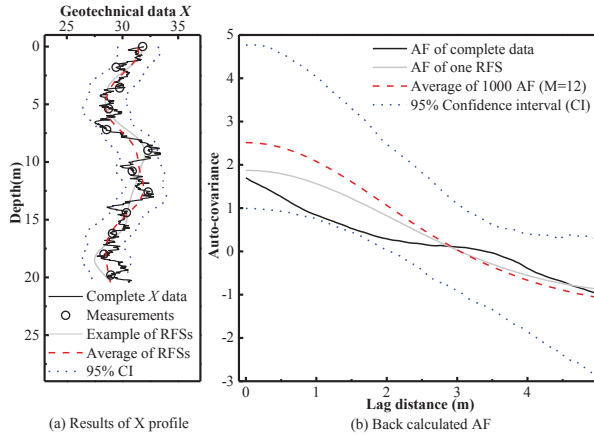 Geotechnical data X
25 30 35
0
5
10
15
20
25
Depth(m)
Complete X data
Measurements
Example of RFSs
Average of RFSs
95% CI
(a) Results of X profile
5
4
3
2
1
0
-1
-2
-3
Auto-covariance
AF of complete data
AF of one RFS
Average of 1000 AF (M=12)
95% Confidence interval (CI)
0 1 2 3 4
Lag distance (m)
(b) Back calculated AF